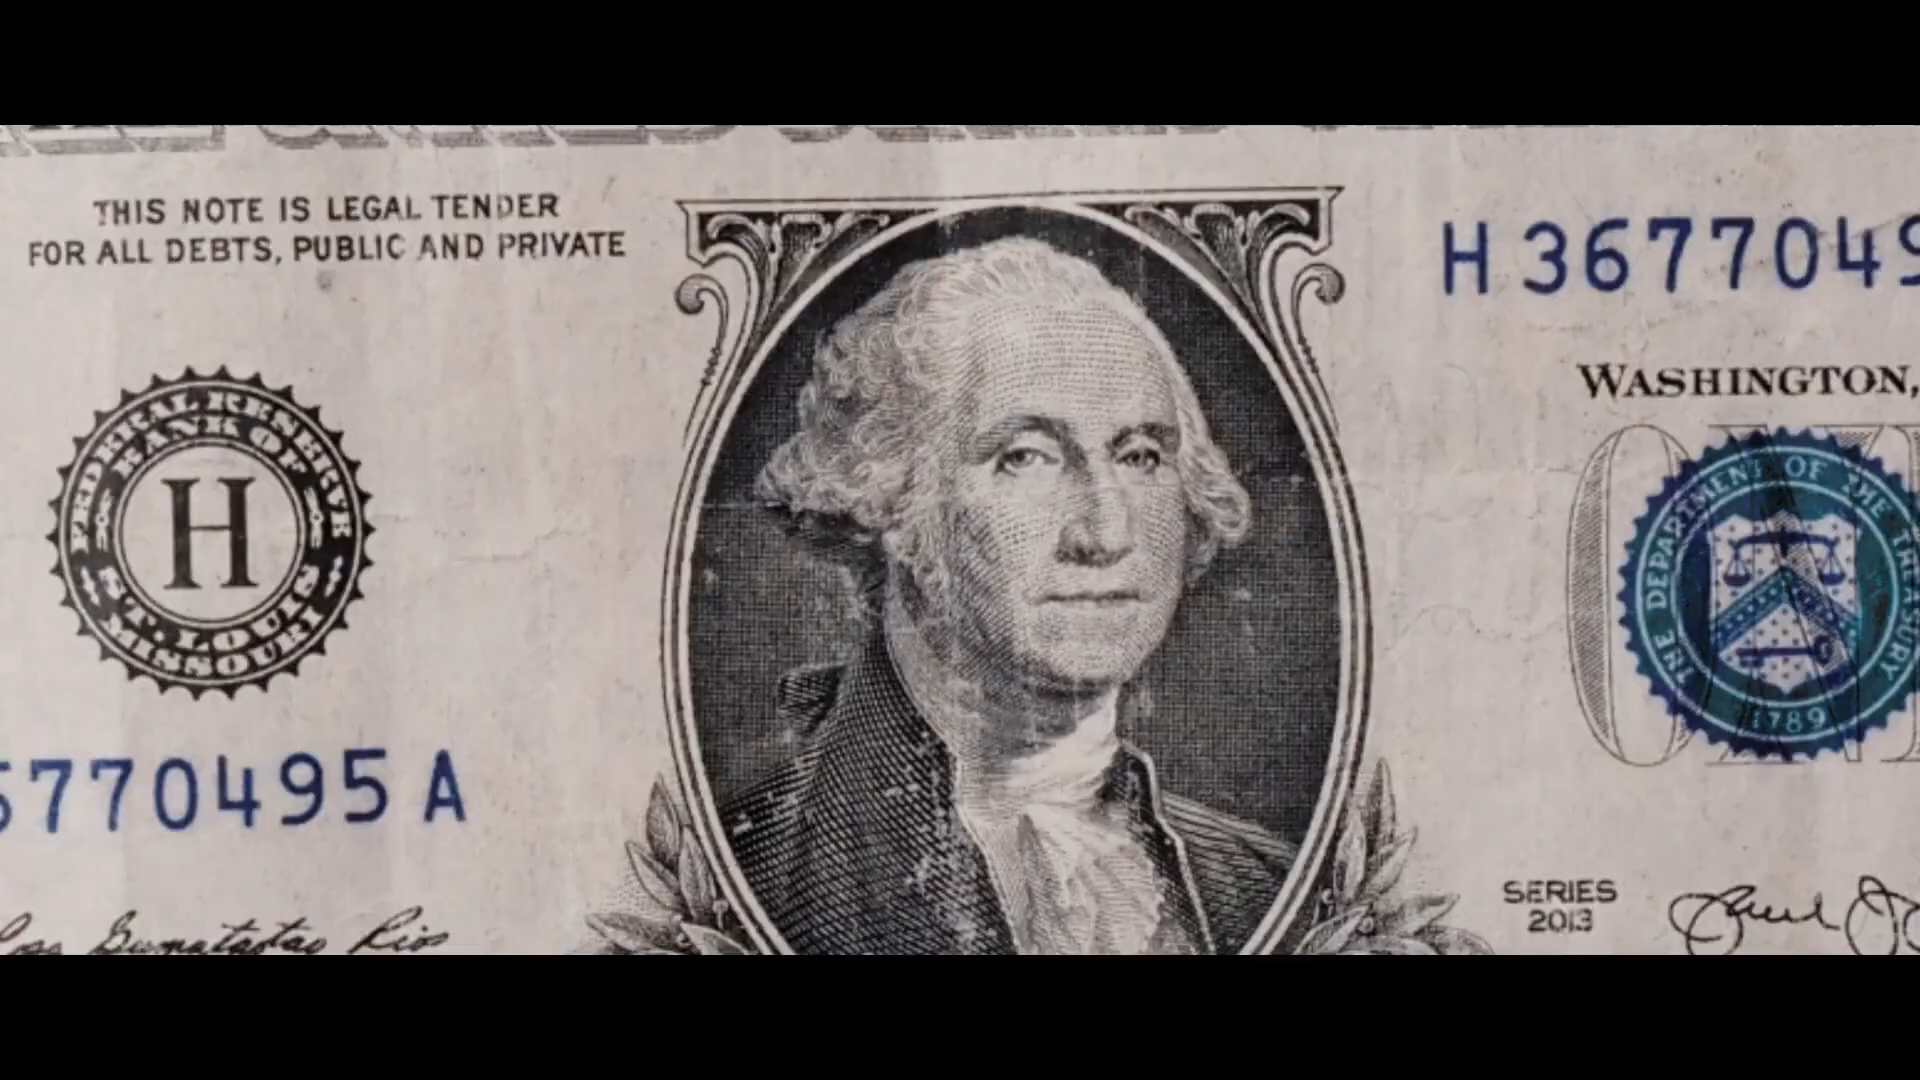 THIS NOTE IS LEGAL TENDER
FOR ALL DEBTS, PUBLIC AND PRIVATE
H 3677049
WASHINGTON,
FEDERAL RESERVE
BANK OF
H
ST. LOUIS
MISSOURI
THE DEPARTMENT OF THE TREASURY
1789
6770495 A
SERIES
2013